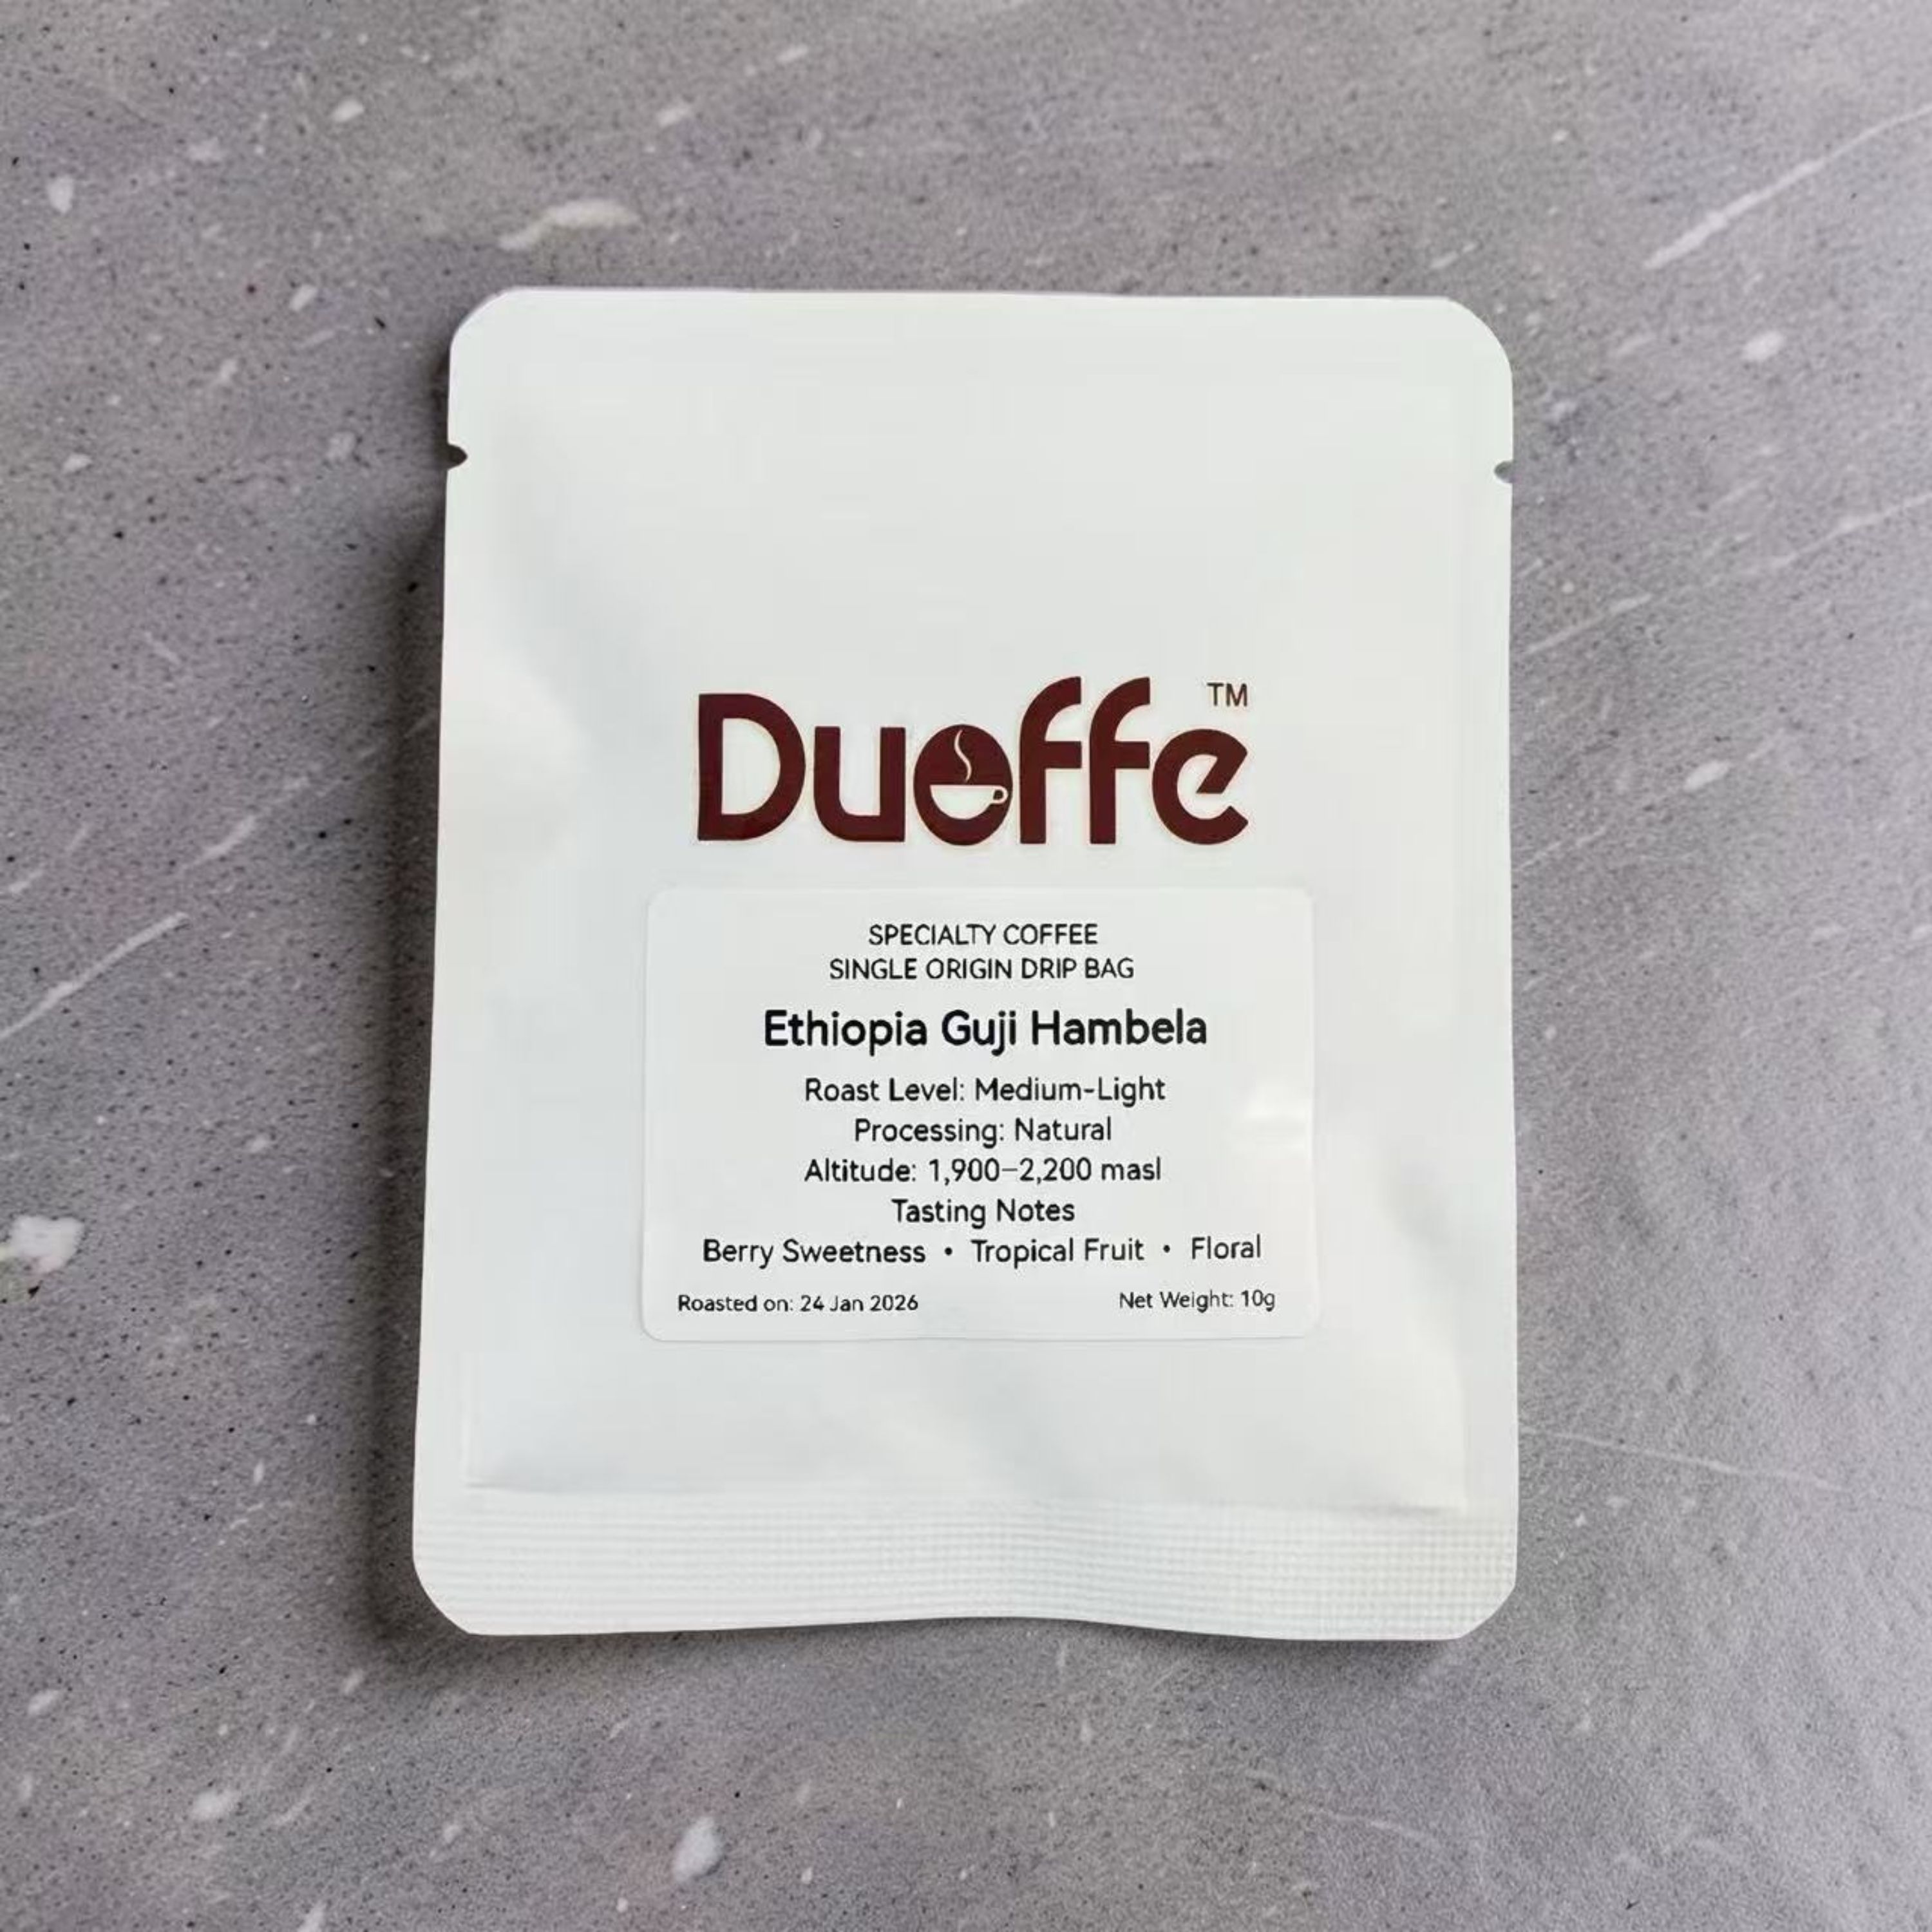 Duoffe™
SPECIALTY COFFEE
SINGLE ORIGIN DRIP BAG
Ethiopia Guji Hambela
Roast Level: Medium-Light
Processing: Natural
Altitude: 1,900–2,200 masl
Tasting Notes
Berry Sweetness • Tropical Fruit • Floral
Roasted on: 24 Jan 2026 Net Weight: 10g